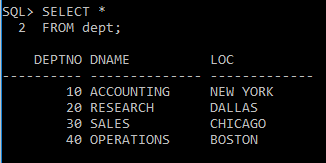 SQL> SELECT *
  2  FROM dept;
    DEPTNO DNAME          LOC
---------- -------------- -------------
        10 ACCOUNTING     NEW YORK
        20 RESEARCH       DALLAS
        30 SALES          CHICAGO
        40 OPERATIONS     BOSTON